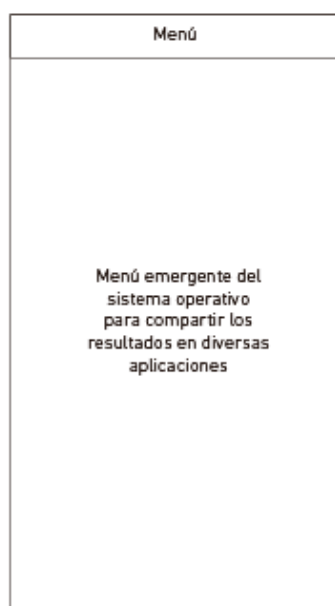 Menú
Menú emergente del
sistema operativo
para compartir los
resultados en diversas
aplicaciones